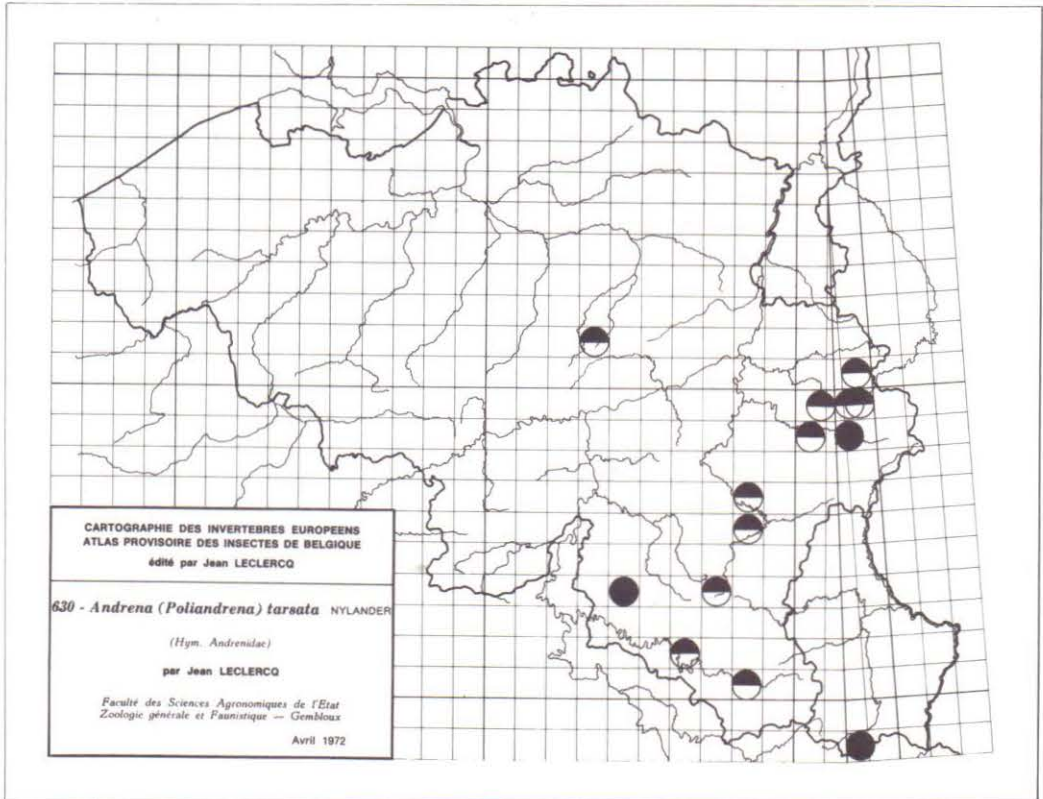 CARTOGRAPHIE DES INVERTEBRES EUROPEENS
ATLAS PROVISOIRE DES INSECTES DE BELGIQUE
édité par Jean LECLERCQ
630 - Andrena (Poliandrena) tarsata NYLANDER
(Hym. Andrenidae)
par Jean LECLERCQ
Faculté des Sciences Agronomiques de l'Etat
Zoologie générale et Faunistique — Gembloux
Avril 1972